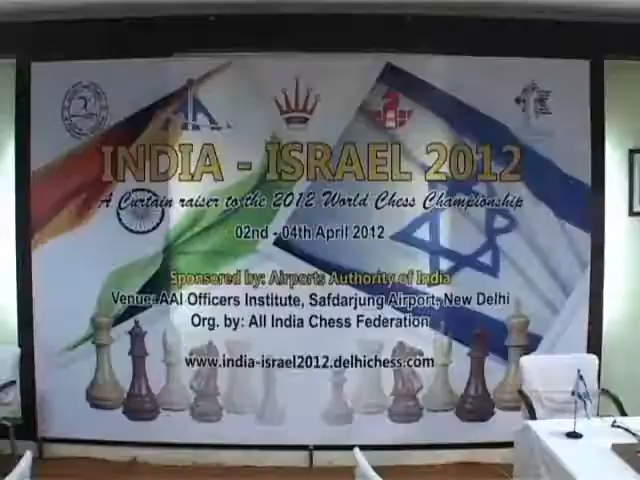 INDIA - ISRAEL 2012
A Curtain raiser to the 2012 World Chess Championship
02nd - 04th April 2012
Sponsored by: Airports Authority of India
Venue: AAI Officers Institute, Safdarjung Airport, New Delhi
Org. by: All India Chess Federation
www.india-israel2012.delhichess.com